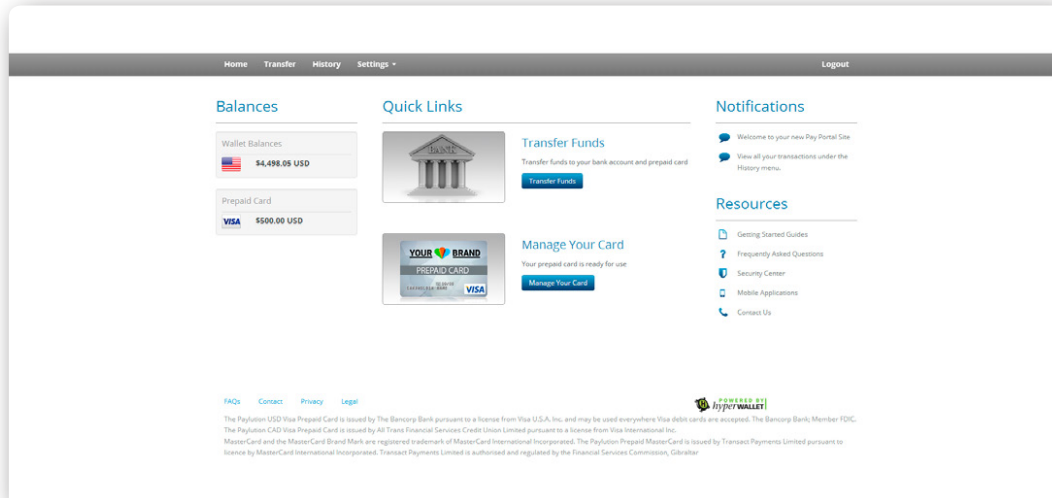 Home Transfer History Settings Logout
Balances
Wallet Balances
$4,498.05 USD
Prepaid Card
VISA $500.00 USD
Quick Links
BANK
Transfer Funds
Transfer funds to your bank account and prepaid card
Transfer Funds
YOUR BRAND
PREPAID CARD
VISA
Manage Your Card
Your prepaid card is ready for use
Manage Your Card
Notifications
Welcome to your new Pay Portal Site
View all your transactions under the
History menu.
Resources
Getting Started Guides
Frequently Asked Questions
Security Center
Mobile Applications
Contact Us
FAQs Contact Privacy Legal
POWERED BY
hyperWALLET
The Paylution USD Visa Prepaid Card is issued by The Bancorp Bank pursuant to a license from Visa U.S.A. Inc. and may be used everywhere Visa debit cards are accepted. The Bancorp Bank; Member FDIC.
The Paylution CAD Visa Prepaid Card is issued by All Trans Financial Services Credit Union Limited pursuant to a license from Visa International Inc.
MasterCard and the MasterCard Brand Mark are registered trademark of MasterCard International Incorporated. The Paylution Prepaid MasterCard is issued by Transact Payments Limited pursuant to
licence by MasterCard International Incorporated. Transact Payments Limited is authorised and regulated by the Financial Services Commission, Gibraltar